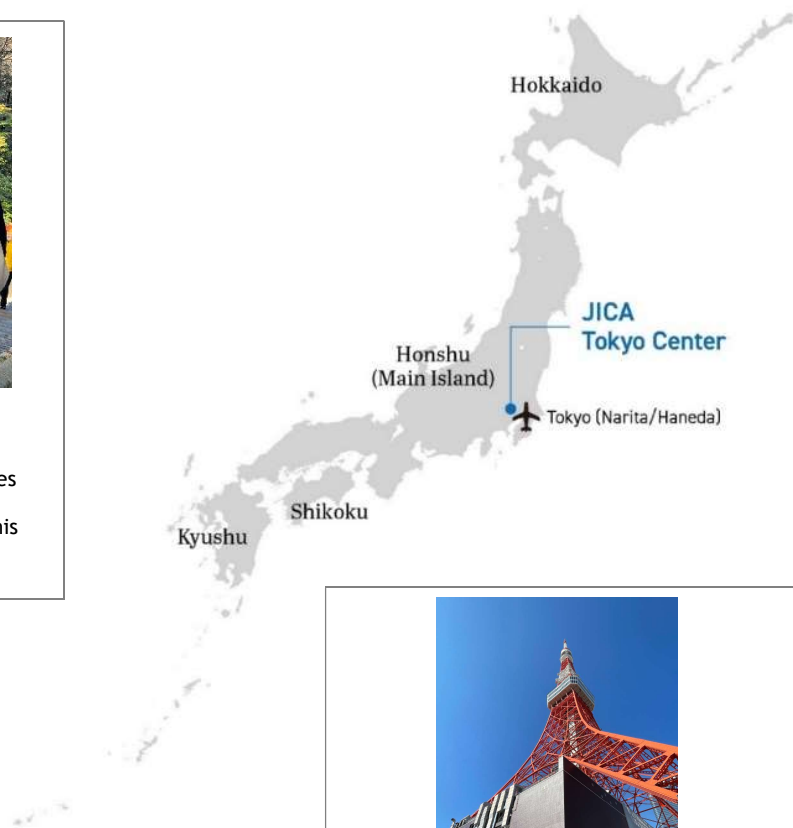 Hokkaido
JICA
Tokyo Center
Honshu
(Main Island)
Tokyo (Narita/Haneda)
Shikoku
Kyushu